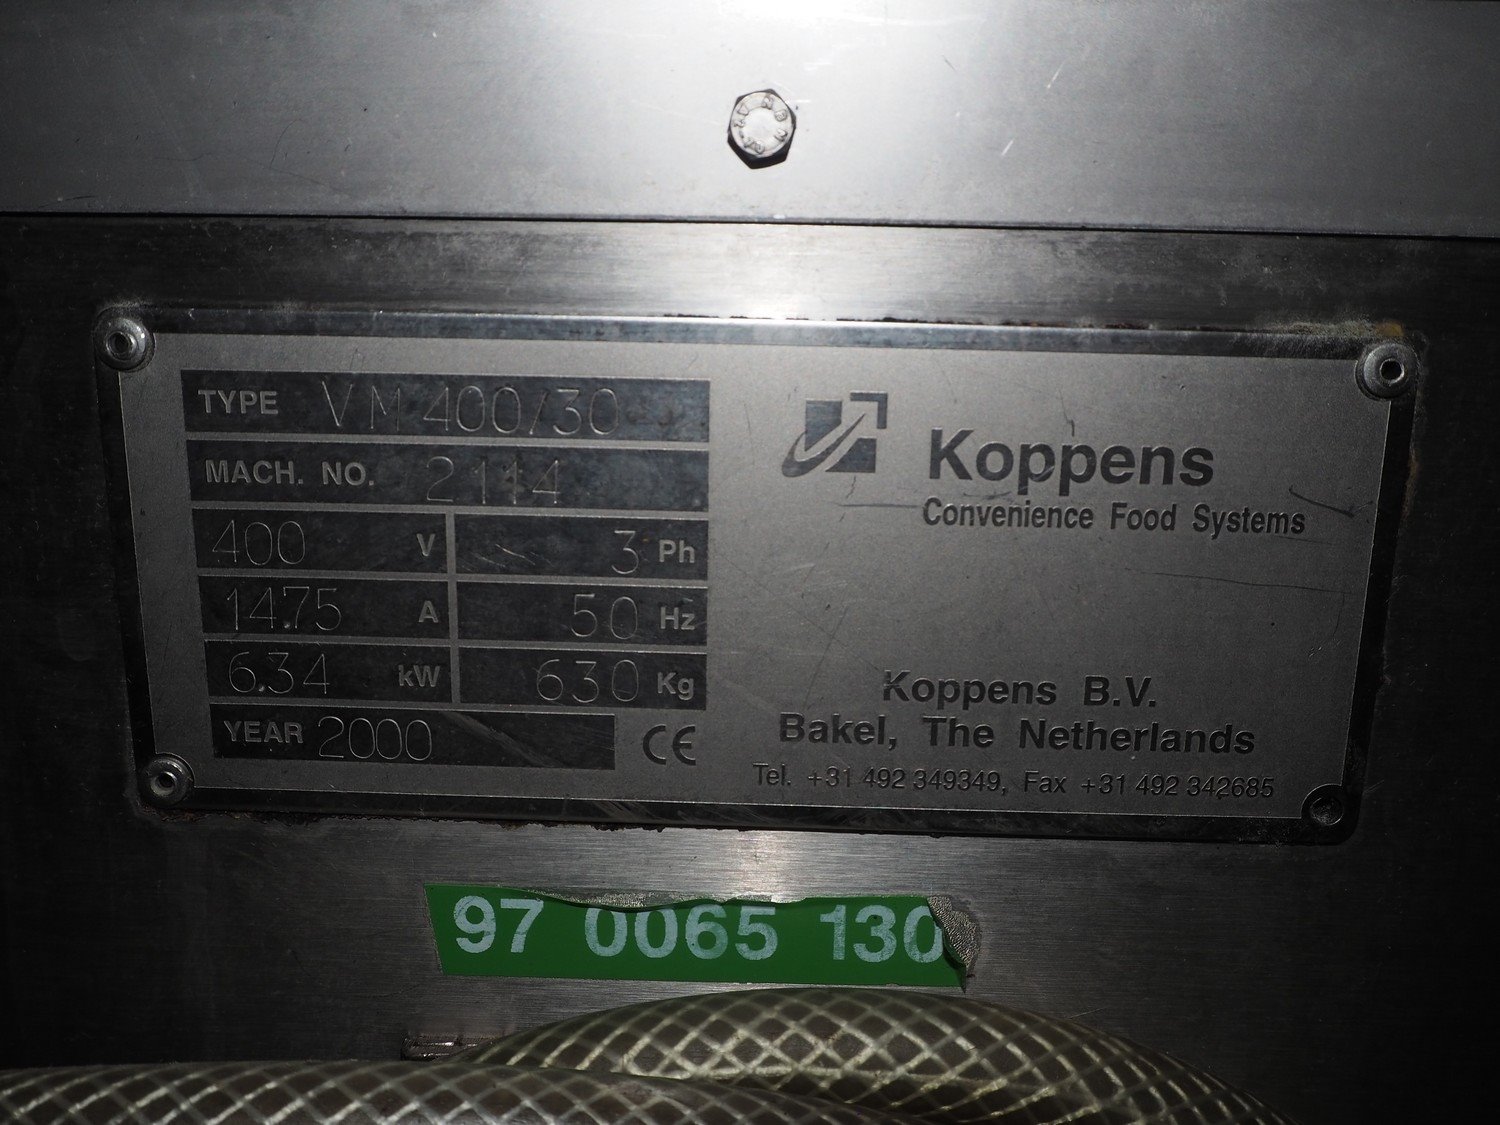 TYPE VM 400/30
MACH. NO. 2114
400 V 3 Ph
14.75 A 50 Hz
6.34 kW 630 Kg
YEAR 2000 CE
Koppens
Convenience Food Systems
Koppens B.V.
Bakel, The Netherlands
Tel. +31 492 349349, Fax +31 492 342685
97 0065 130